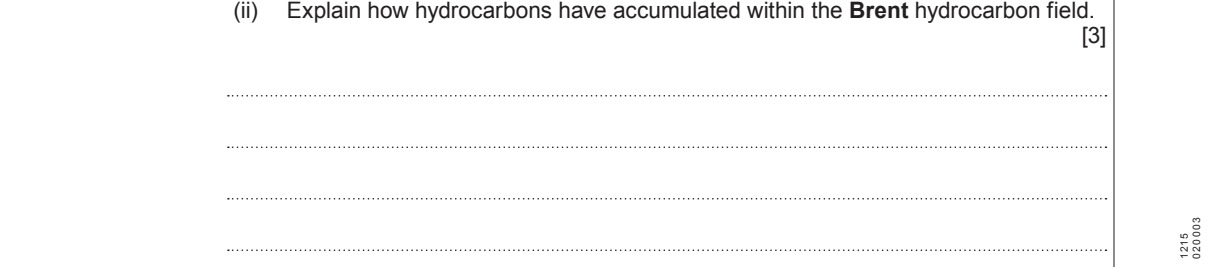 (ii) Explain how hydrocarbons have accumulated within the Brent hydrocarbon field.
[3]
1215
020003